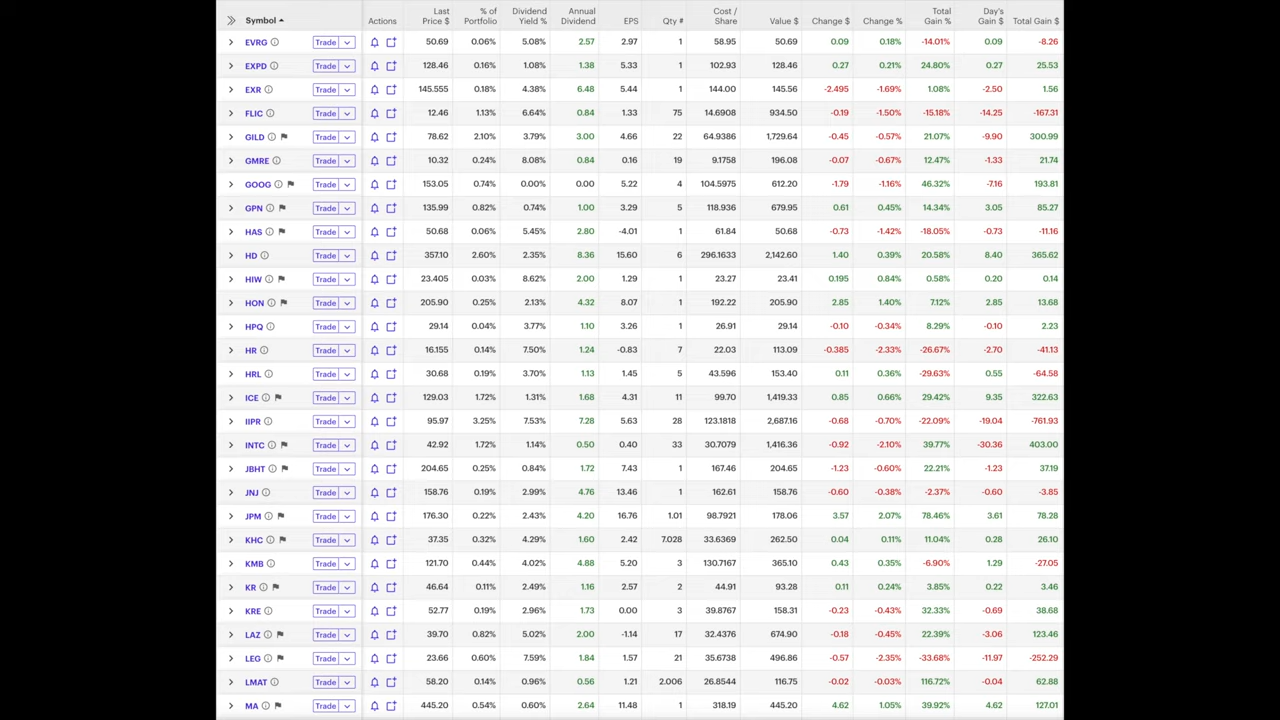 Symbol Actions Last Price $ % of Portfolio Dividend Yield % Annual Dividend EPS Qty # Cost / Share Value $ Change $ Change % Total Gain % Day's Gain $ Total Gain $
EVRG Trade 50.69 0.06% 5.08% 2.57 2.97 1 58.95 50.69 0.09 0.18% -14.01% 0.09 -8.26
EXPD Trade 128.46 0.16% 1.08% 1.38 5.33 1 102.93 128.46 0.27 0.21% 24.80% 0.27 25.53
EXR Trade 145.555 0.18% 4.38% 6.48 5.44 1 144.00 145.56 -2.495 -1.69% 1.08% -2.50 1.56
FLIC Trade 12.46 1.13% 6.64% 0.84 1.33 75 14.6908 934.50 -0.19 -1.50% -15.18% -14.25 -167.31
GILD Trade 78.62 2.10% 3.79% 3.00 4.66 22 64.9386 1,729.64 -0.45 -0.57% 21.07% -9.90 300.99
GMRE Trade 10.32 0.24% 8.08% 0.84 0.16 19 9.1758 196.08 -0.07 -0.67% 12.47% -1.33 21.74
GOOG Trade 153.05 0.74% 0.00% 0.00 5.22 4 104.5975 612.20 -1.79 -1.16% 46.32% -7.16 193.81
GPN Trade 135.99 0.82% 0.74% 1.00 3.29 5 118.936 679.95 0.61 0.45% 14.34% 3.05 85.27
HAS Trade 50.68 0.06% 5.45% 2.80 -4.01 1 61.84 50.68 -0.73 -1.42% -18.05% -0.73 -11.16
HD Trade 357.10 2.60% 2.35% 8.36 15.60 6 296.1633 2,142.60 1.40 0.39% 20.58% 8.40 365.62
HIW Trade 23.405 0.03% 8.62% 2.00 1.29 1 23.27 23.41 0.195 0.84% 0.58% 0.20 0.14
HON Trade 205.90 0.25% 2.13% 4.32 8.07 1 192.22 205.90 2.85 1.40% 7.12% 2.85 13.68
HPQ Trade 29.14 0.04% 3.77% 1.10 3.26 1 26.91 29.14 -0.10 -0.34% 8.29% -0.10 2.23
HR Trade 16.155 0.14% 7.50% 1.24 -0.83 7 22.03 113.09 -0.385 -2.33% -26.67% -2.70 -41.13
HRL Trade 30.68 0.19% 3.70% 1.13 1.45 5 43.596 153.40 0.11 0.36% -29.63% 0.55 -64.58
ICE Trade 129.03 1.72% 1.31% 1.68 4.31 11 99.70 1,419.33 0.85 0.66% 29.42% 9.35 322.63
IIPR Trade 95.97 3.25% 7.53% 7.28 5.63 28 123.1818 2,687.16 -0.68 -0.70% -22.09% -19.04 -761.93
INTC Trade 42.92 1.72% 1.14% 0.50 0.40 33 30.7079 1,416.36 -0.92 -2.10% 39.77% -30.36 403.00
JBHT Trade 204.65 0.25% 0.84% 1.72 7.43 1 167.46 204.65 -1.23 -0.60% 22.21% -1.23 37.19
JNJ Trade 158.76 0.19% 2.99% 4.76 13.46 1 162.61 158.76 -0.60 -0.38% -2.37% -0.60 -3.85
JPM Trade 176.30 0.22% 2.43% 4.20 16.76 1.01 98.7921 178.06 3.57 2.07% 78.46% 3.61 78.28
KHC Trade 37.35 0.32% 4.29% 1.60 2.42 7.028 33.6369 262.50 0.04 0.11% 11.04% 0.28 26.10
KMB Trade 121.70 0.44% 4.02% 4.88 5.20 3 130.7167 365.10 0.43 0.35% -6.90% 1.29 -27.05
KR Trade 46.64 0.11% 2.49% 1.16 2.57 2 44.91 93.28 0.11 0.24% 3.85% 0.22 3.46
KRE Trade 52.77 0.19% 2.96% 1.73 0.00 3 39.8767 158.31 -0.23 -0.43% 32.33% -0.69 38.68
LAZ Trade 39.70 0.82% 5.02% 2.00 -1.14 17 32.4376 674.90 -0.18 -0.45% 22.39% -3.06 123.46
LEG Trade 23.66 0.60% 7.59% 1.84 1.57 21 35.6738 496.86 -0.57 -2.35% -33.68% -11.97 -252.29
LMAT Trade 58.20 0.14% 0.96% 0.56 1.21 2.006 26.8544 116.75 -0.02 -0.03% 116.72% -0.04 62.88
MA Trade 445.20 0.54% 0.60% 2.64 11.48 1 318.19 445.20 4.62 1.05% 39.92% 4.62 127.01